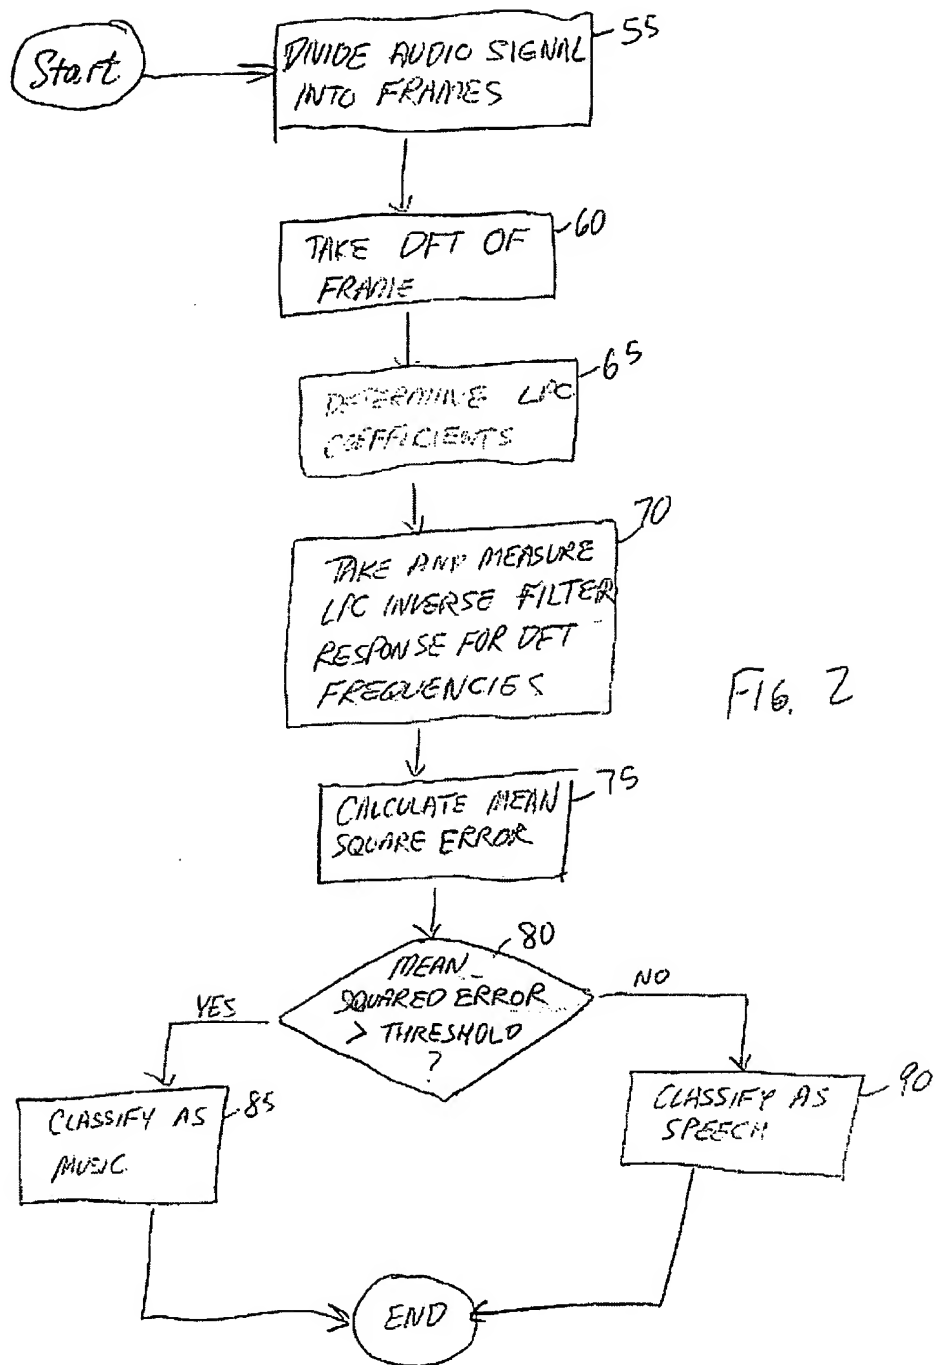 Start
DIVIDE AUDIO SIGNAL
INTO FRAMES
55
TAKE DFT OF
FRAME
60
DETERMINE LPC
COEFFICIENTS
65
TAKE AND MEASURE
LPC INVERSE FILTER
RESPONSE FOR DFT
FREQUENCIES
70
FIG. 2
CALCULATE MEAN
SQUARE ERROR
75
MEAN
SQUARED ERROR
> THRESHOLD
?
80
YES
NO
CLASSIFY AS
MUSIC
85
CLASSIFY AS
SPEECH
90
END